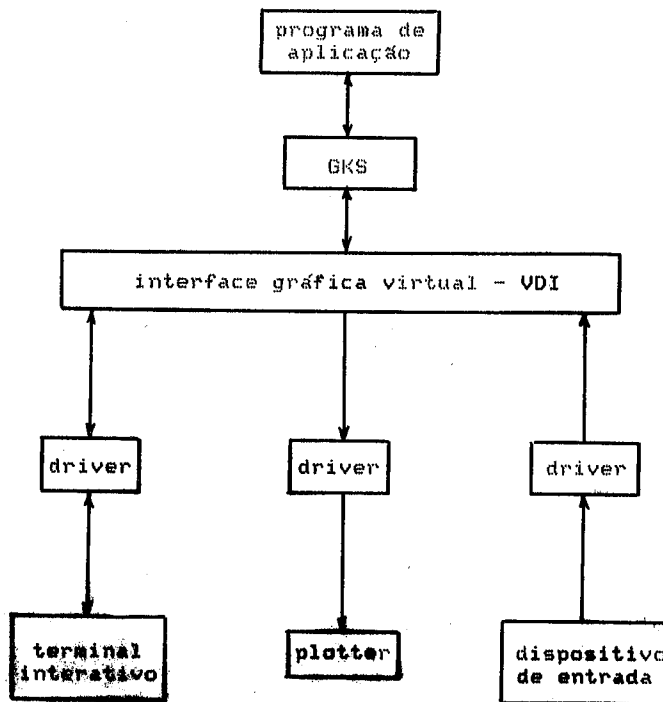 programa de
aplicação
GKS
interface gráfica virtual - VDI
driver
driver
driver
terminal
interativo
plotter
dispositivo
de entrada